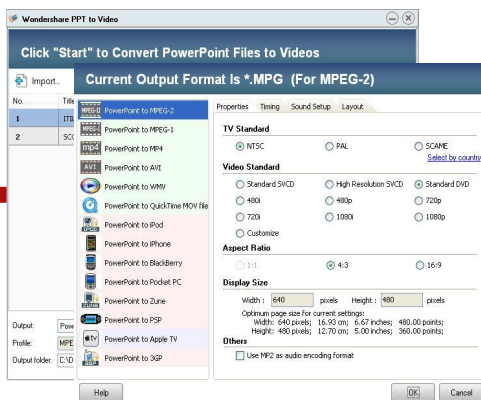 Wondershare PPT to Video
Click "Start" to Convert PowerPoint Files to Videos
Import..
Current Output Format Is *.MPG (For MPEG-2)
No. Title
1
2
PowerPoint to MPEG-2
PowerPoint to MPEG-1
PowerPoint to MP4
PowerPoint to AVI
PowerPoint to WMV
PowerPoint to QuickTime MOV file
PowerPoint to iPod
PowerPoint to iPhone
PowerPoint to BlackBerry
PowerPoint to Pocket PC
PowerPoint to Zune
PowerPoint to PSP
PowerPoint to Apple TV
PowerPoint to 3GP
Properties Timing Sound Setup Layout
TV Standard
NTSC PAL SCAME
Select by country
Video Standard
Standard SVCD High Resolution SVCD Standard DVD
480i 480p 720p
720i 1080i 1080p
Customize
Aspect Ratio
1:1 4:3 16:9
Display Size
Width : 640 pixels Height : 480 pixels
Optimum page size for current settings:
Width: 640 pixels; 16.93 cm; 6.67 inches; 480.00 points;
Height: 480 pixels; 12.70 cm; 5.00 inches; 360.00 points;
Others
Use MP2 as audio encoding format
Output: Pow
Profile: MPE
Output folder: C:\D
Help OK Cancel